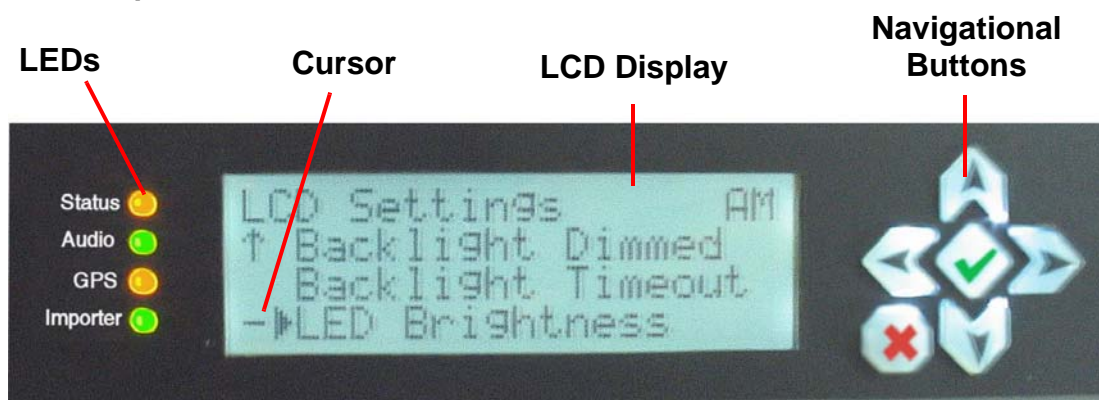 LEDs
Cursor
LCD Display
Navigational
Buttons
Status
Audio
GPS
Importer
LCD Settings AM
↑ Backlight Dimmed
Backlight Timeout
LED Brightness